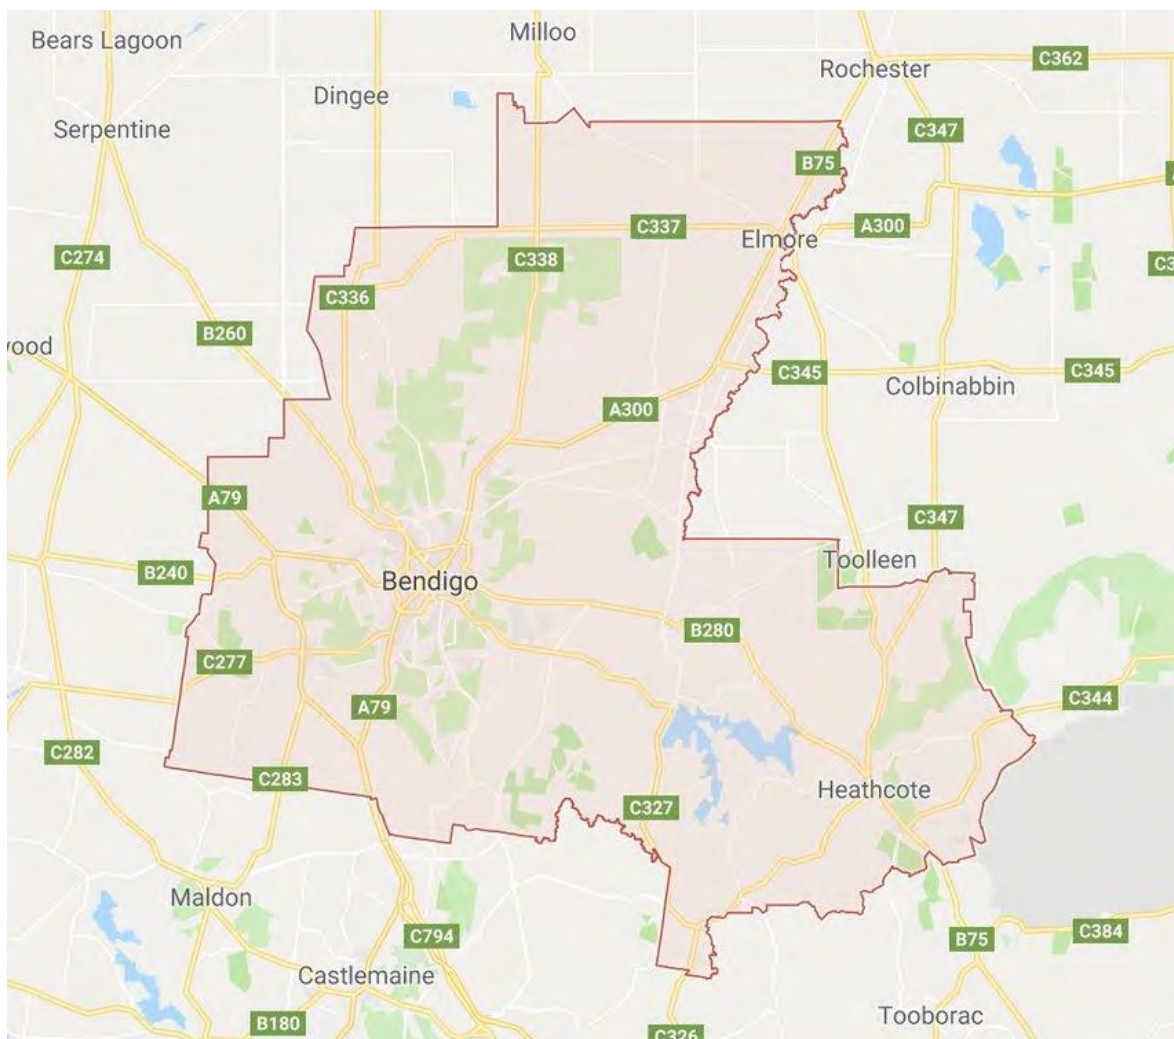 Milloo
Bears Lagoon
C362
Rochester
Dingee
Serpentine
C347
B75
C337
A300
Elmore
C274
C338
C336
B260
C345
C345
Colbinabbin
A300
A79
C347
Toolleen
B240
Bendigo
B280
C277
C344
A79
C282
C283
Heathcote
C327
Maldon
C384
C794
B75
Castlemaine
Tooborac
B180
C326